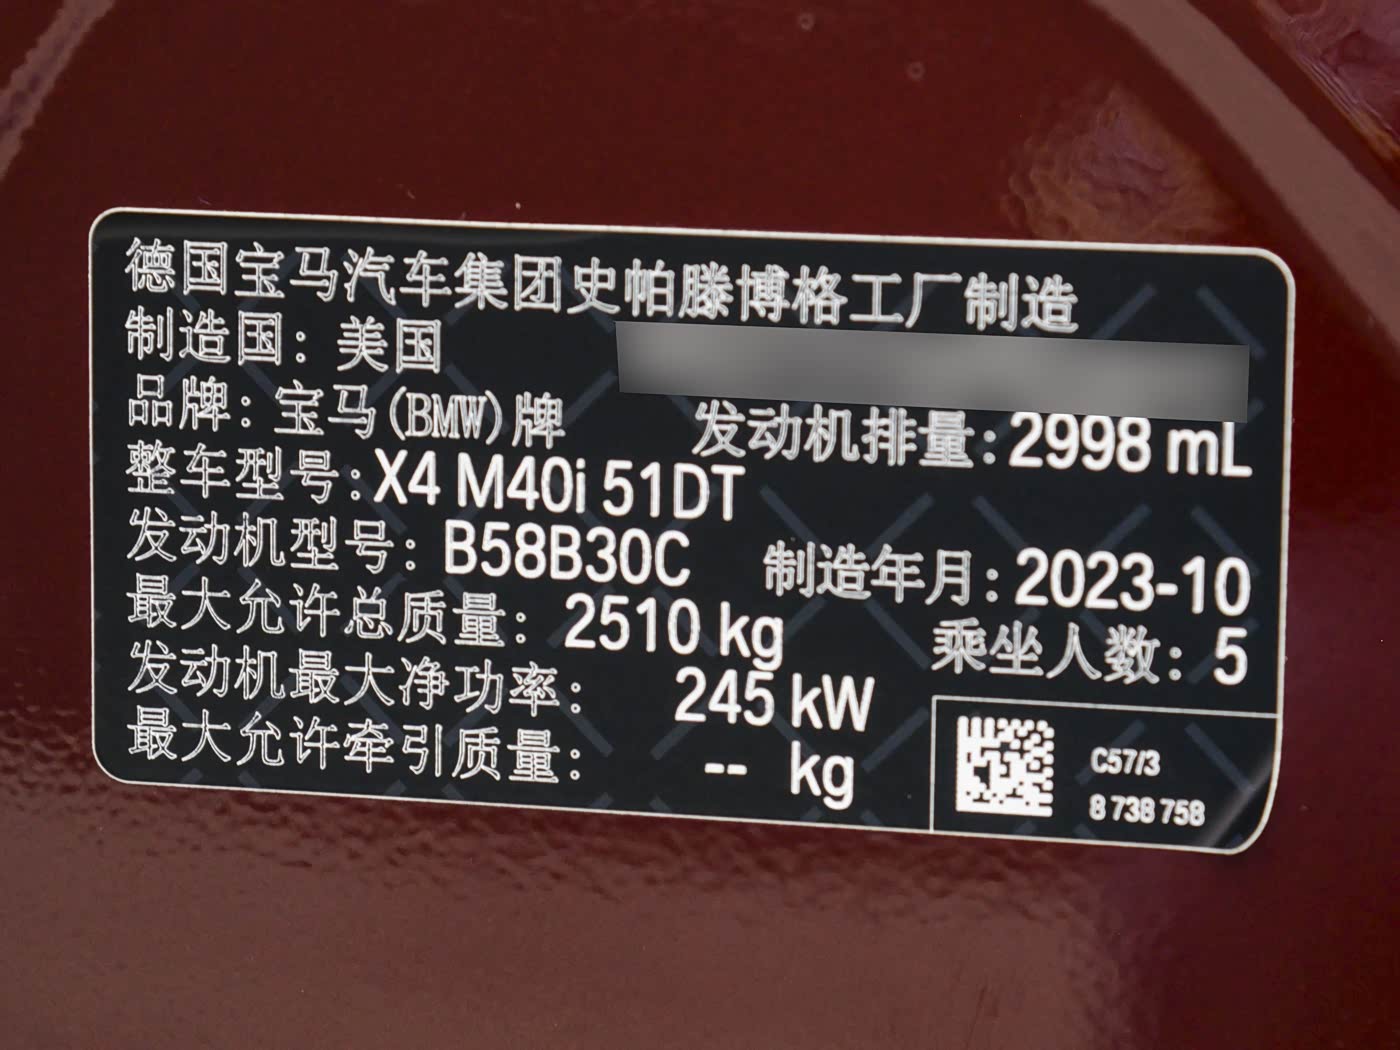 德国宝马汽车集团史帕滕博格工厂制造
制造国：美国
品牌：宝马(BMW)牌 发动机排量：2998 mL
整车型号：X4 M40i 51DT
发动机型号：B58B30C 制造年月：2023-10
最大允许总质量：2510 kg 乘坐人数：5
发动机最大净功率：245 kW
最大允许牵引质量：-- kg
C57/3
8 738 758